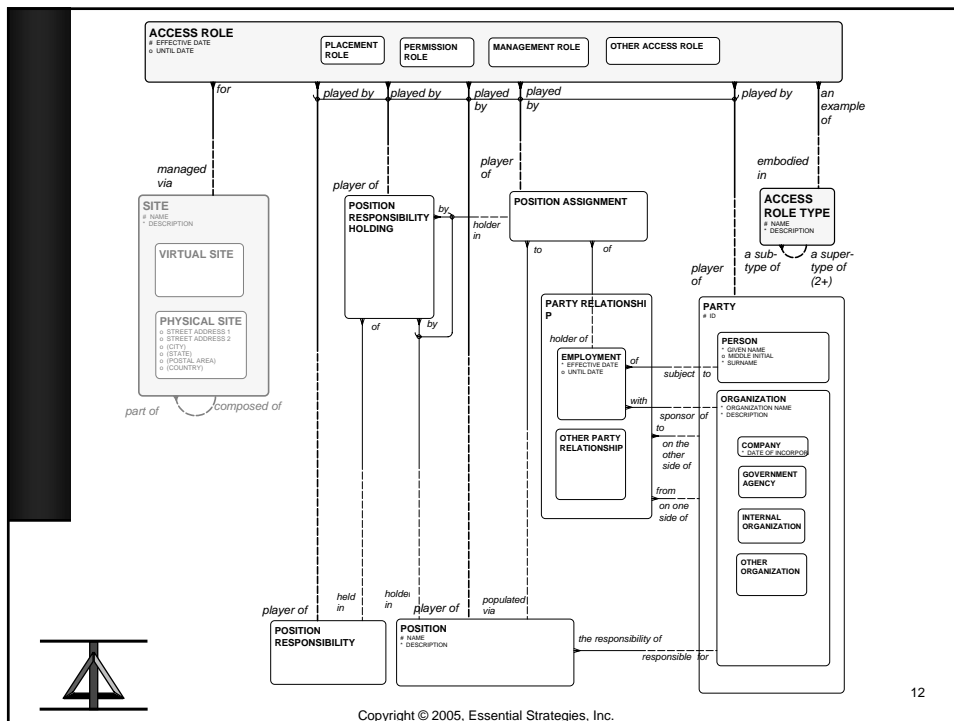 ACCESS ROLE
# EFFECTIVE DATE
o UNTIL DATE
PLACEMENT
ROLE
PERMISSION
ROLE
MANAGEMENT ROLE
OTHER ACCESS ROLE
for
played by
played by
played
by
played
by
played by
an
example
of
managed
via
player of
player
of
embodied
in
SITE
# NAME
* DESCRIPTION
VIRTUAL SITE
PHYSICAL SITE
o STREET ADDRESS 1
o STREET ADDRESS 2
o (CITY)
o (STATE)
o (POSTAL AREA)
o (COUNTRY)
part of
composed of
POSITION
RESPONSIBILITY
HOLDING
by
holder
in
of
by
POSITION ASSIGNMENT
to
of
ACCESS
ROLE TYPE
# NAME
* DESCRIPTION
a sub-
type of
a super-
type of
(2+)
player
of
PARTY RELATIONSHI
P
holder of
EMPLOYMENT
* EFFECTIVE DATE
o UNTIL DATE
OTHER PARTY
RELATIONSHIP
of
subject to
with
sponsor of
to
on the
other
side of
from
on one
side of
PARTY
# ID
PERSON
* GIVEN NAME
o MIDDLE INITIAL
* SURNAME
ORGANIZATION
* ORGANIZATION NAME
* DESCRIPTION
COMPANY
* DATE OF INCORPOR
GOVERNMENT
AGENCY
INTERNAL
ORGANIZATION
OTHER
ORGANIZATION
player of
held
in
holder
in
player of
populated
via
POSITION
RESPONSIBILITY
POSITION
# NAME
* DESCRIPTION
the responsibility of
responsible for
12
Copyright © 2005, Essential Strategies, Inc.